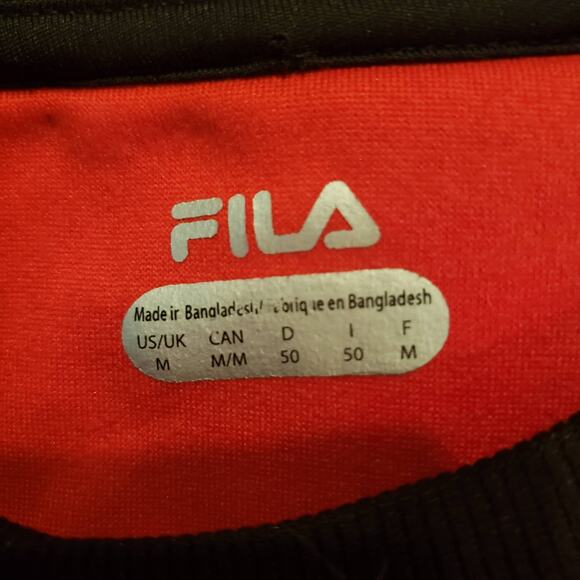 FILA
Made in Bangladesh/ en Bangladesh
US/UK CAN D I F
M M/M 50 50 M